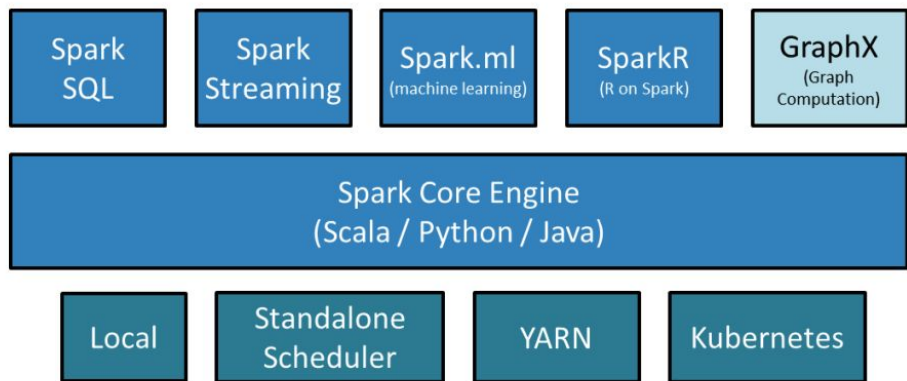 Spark
SQL
Spark
Streaming
Spark.ml
(machine learning)
SparkR
(R on Spark)
GraphX
(Graph
Computation)
Spark Core Engine
(Scala / Python / Java)
Local
Standalone
Scheduler
YARN
Kubernetes